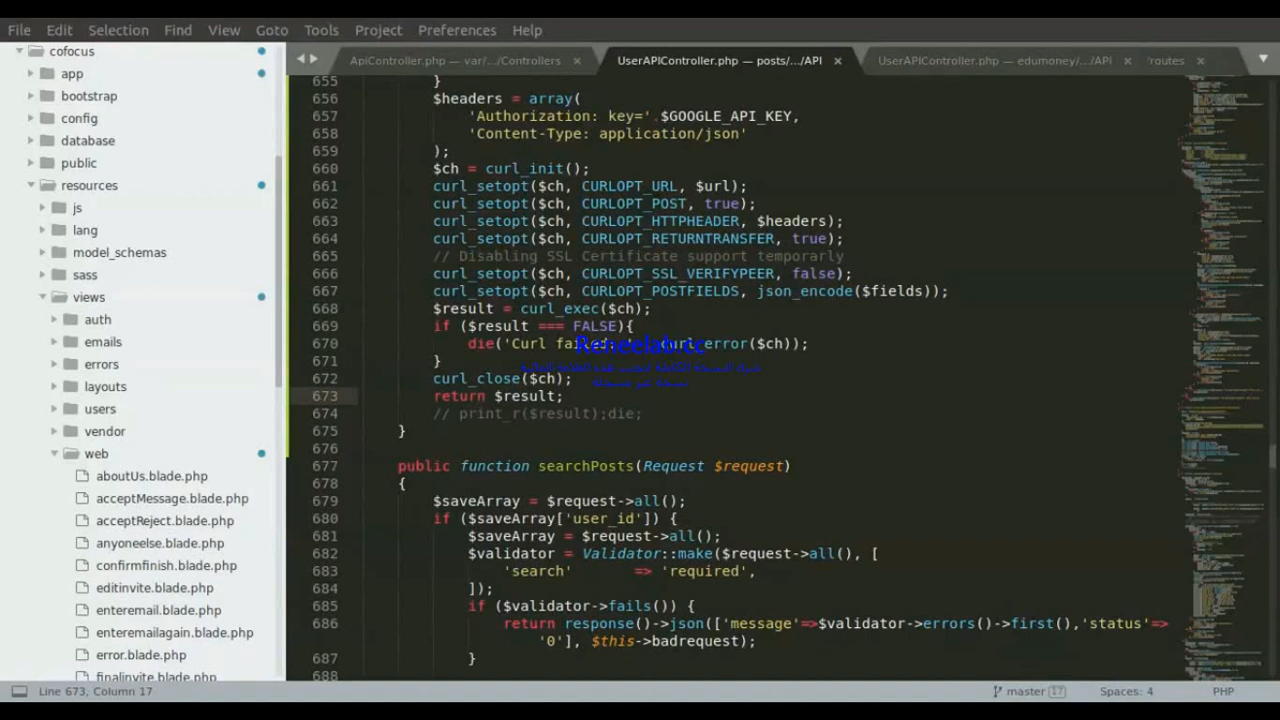 File Edit Selection Find View Goto Tools Project Preferences Help
cofocus
app
bootstrap
config
database
public
resources
js
lang
model_schemas
sass
views
auth
emails
errors
layouts
users
vendor
web
aboutUs.blade.php
acceptMessage.blade.php
acceptReject.blade.php
anyoneelse.blade.php
confirmfinish.blade.php
editinvite.blade.php
enteremail.blade.php
enteremailagain.blade.php
error.blade.php
finalinvite.blade.php
ApiController.php — var/.../Controllers × UserAPIController.php — posts/.../API × UserAPIController.php — edumoney/.../API × routes ×
655 }
656 $headers = array(
657 'Authorization: key='.$GOOGLE_API_KEY,
658 'Content-Type: application/json'
659 );
660 $ch = curl_init();
661 curl_setopt($ch, CURLOPT_URL, $url);
662 curl_setopt($ch, CURLOPT_POST, true);
663 curl_setopt($ch, CURLOPT_HTTPHEADER, $headers);
664 curl_setopt($ch, CURLOPT_RETURNTRANSFER, true);
665 // Disabling SSL Certificate support temporarly
666 curl_setopt($ch, CURLOPT_SSL_VERIFYPEER, false);
667 curl_setopt($ch, CURLOPT_POSTFIELDS, json_encode($fields));
668 $result = curl_exec($ch);
669 if ($result === FALSE){
670 die('Curl error($ch));
Reneelab.cc
671 }
672 curl_close($ch);
673 return $result;
674 // print_r($result);die;
675 }
676
677 public function searchPosts(Request $request)
678 {
679 $saveArray = $request->all();
680 if ($saveArray['user_id']) {
681 $saveArray = $request->all();
682 $validator = Validator::make($request->all(), [
683 'search' => 'required',
684 ]);
685 if ($validator->fails()) {
686 return response()->json(['message'=>$validator->errors()->first(),'status'=>
'0'], $this->badrequest);
687 }
688
Line 673, Column 17 master 17 Spaces: 4 PHP